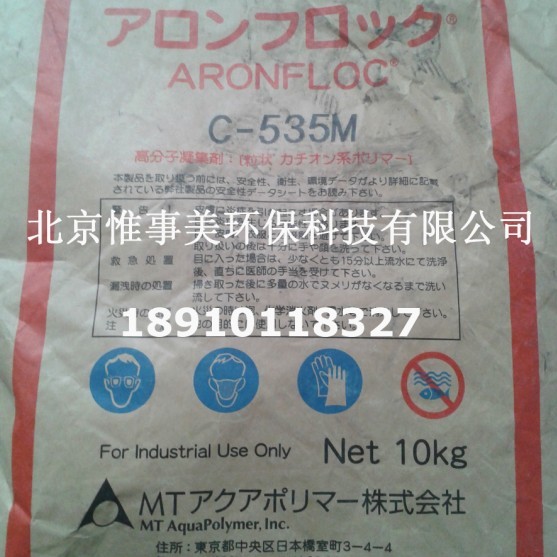 アロンフロック®
ARONFLOC®
C-535M
高分子凝集剤：[粒状 カチオン系ポリマー]
本製品を取り扱う前には、安全性、衛生、環境データがより詳細に記載
されている弊社製品の安全性データシートをお読み下さい。
北京惟事美环保科技有限公司
取り扱いの後は十分に手や顔を洗って下さい。
救急処置 目に入った場合は、少なくとも15分以上流水にて洗浄
後、直ちに医師の手当を受けて下さい。
漏洩時の処置 掃き取った後に多量の水でヌメリがなくなるまで洗い
流して下さい。
18910118327
For Industrial Use Only
Net 10kg
MTアクアポリマー株式会社
MT AquaPolymer, Inc.
住所：東京都中央区日本橋室町3-4-4